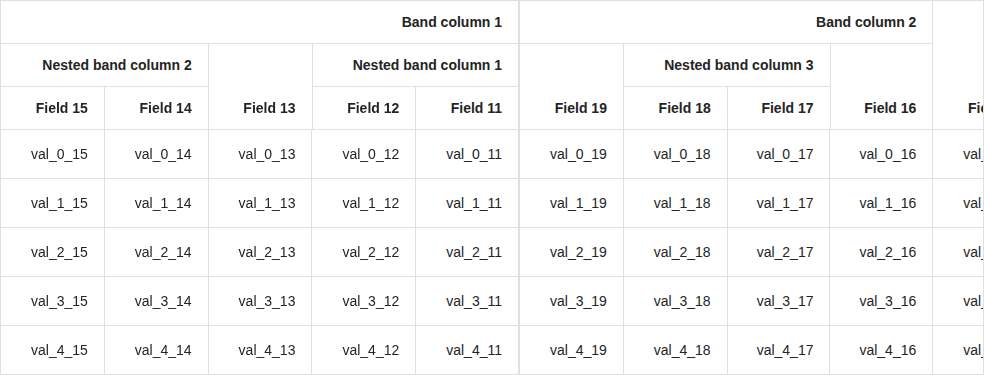 Band column 1 Band column 2
Nested band column 2 Nested band column 1 Nested band column 3
Field 15 Field 14 Field 13 Field 12 Field 11 Field 19 Field 18 Field 17 Field 16
val_0_15 val_0_14 val_0_13 val_0_12 val_0_11 val_0_19 val_0_18 val_0_17 val_0_16
val_1_15 val_1_14 val_1_13 val_1_12 val_1_11 val_1_19 val_1_18 val_1_17 val_1_16
val_2_15 val_2_14 val_2_13 val_2_12 val_2_11 val_2_19 val_2_18 val_2_17 val_2_16
val_3_15 val_3_14 val_3_13 val_3_12 val_3_11 val_3_19 val_3_18 val_3_17 val_3_16
val_4_15 val_4_14 val_4_13 val_4_12 val_4_11 val_4_19 val_4_18 val_4_17 val_4_16